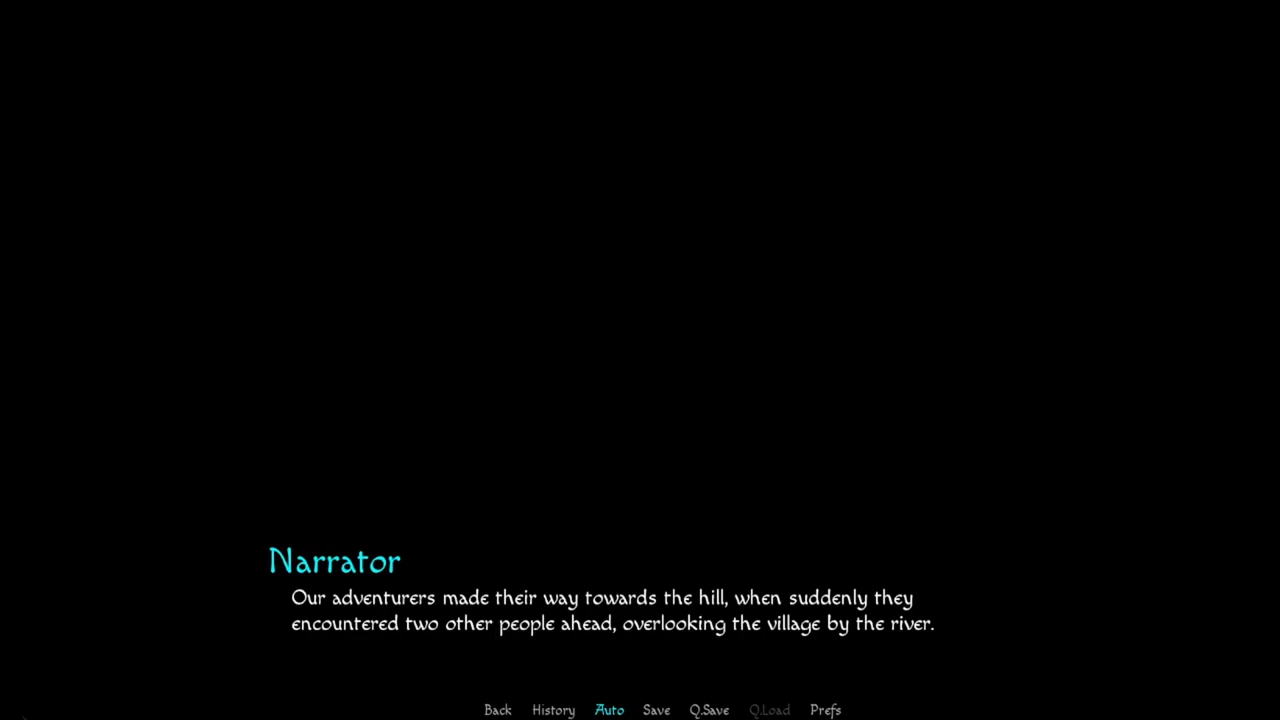 Narrator
Our adventurers made their way towards the hill, when suddenly they
encountered two other people ahead, overlooking the village by the river.
Back History Auto Save Q.Save Q.Load Prefs